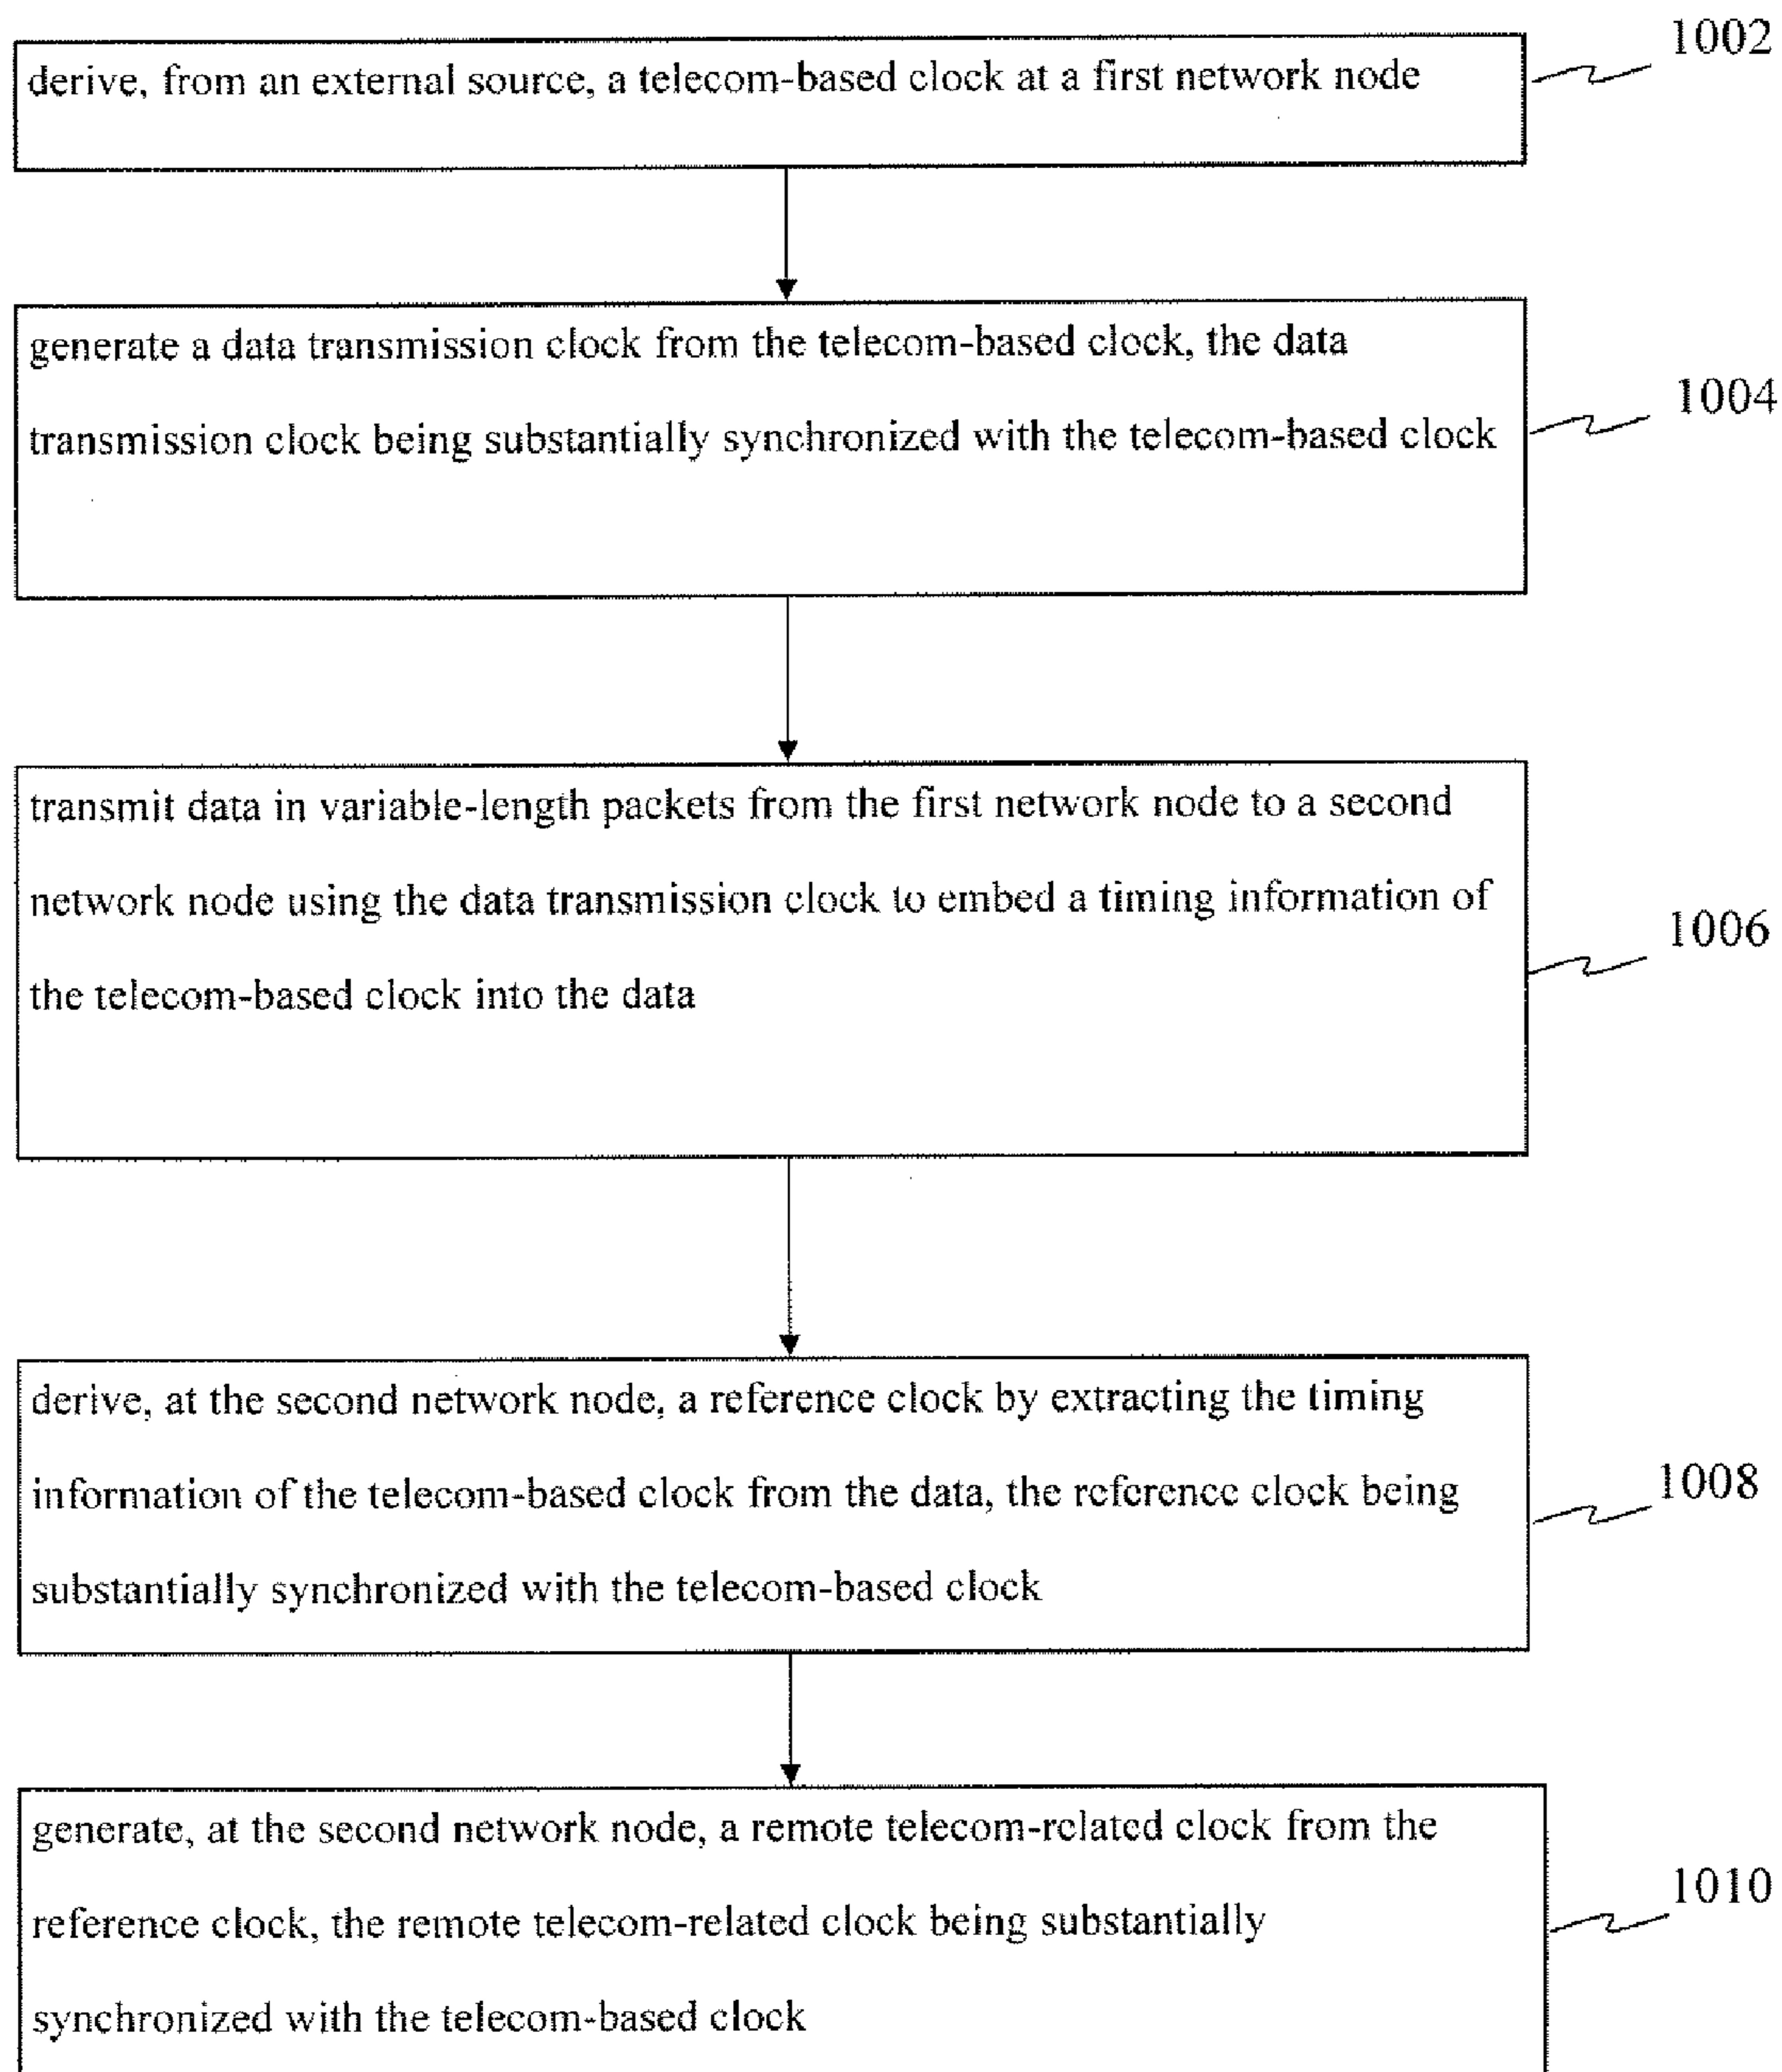 1002
derive, from an external source, a telecom-based clock at a first network node
generate a data transmission clock from the telecom-based clock, the data
1004
transmission clock being substantially synchronized with the telecom-based clock
transmit data in variable-length packets from the first network node to a second
network node using the data transmission clock to embed a timing information of
1006
the telecom-based clock into the data
derive, at the second network node, a reference clock by extracting the timing
information of the telecom-based clock from the data, the reference clock being
1008
substantially synchronized with the telecom-based clock
generate, at the second network node, a remote telecom-related clock from the
1010
reference clock, the remote telecom-related clock being substantially
synchronized with the telecom-based clock